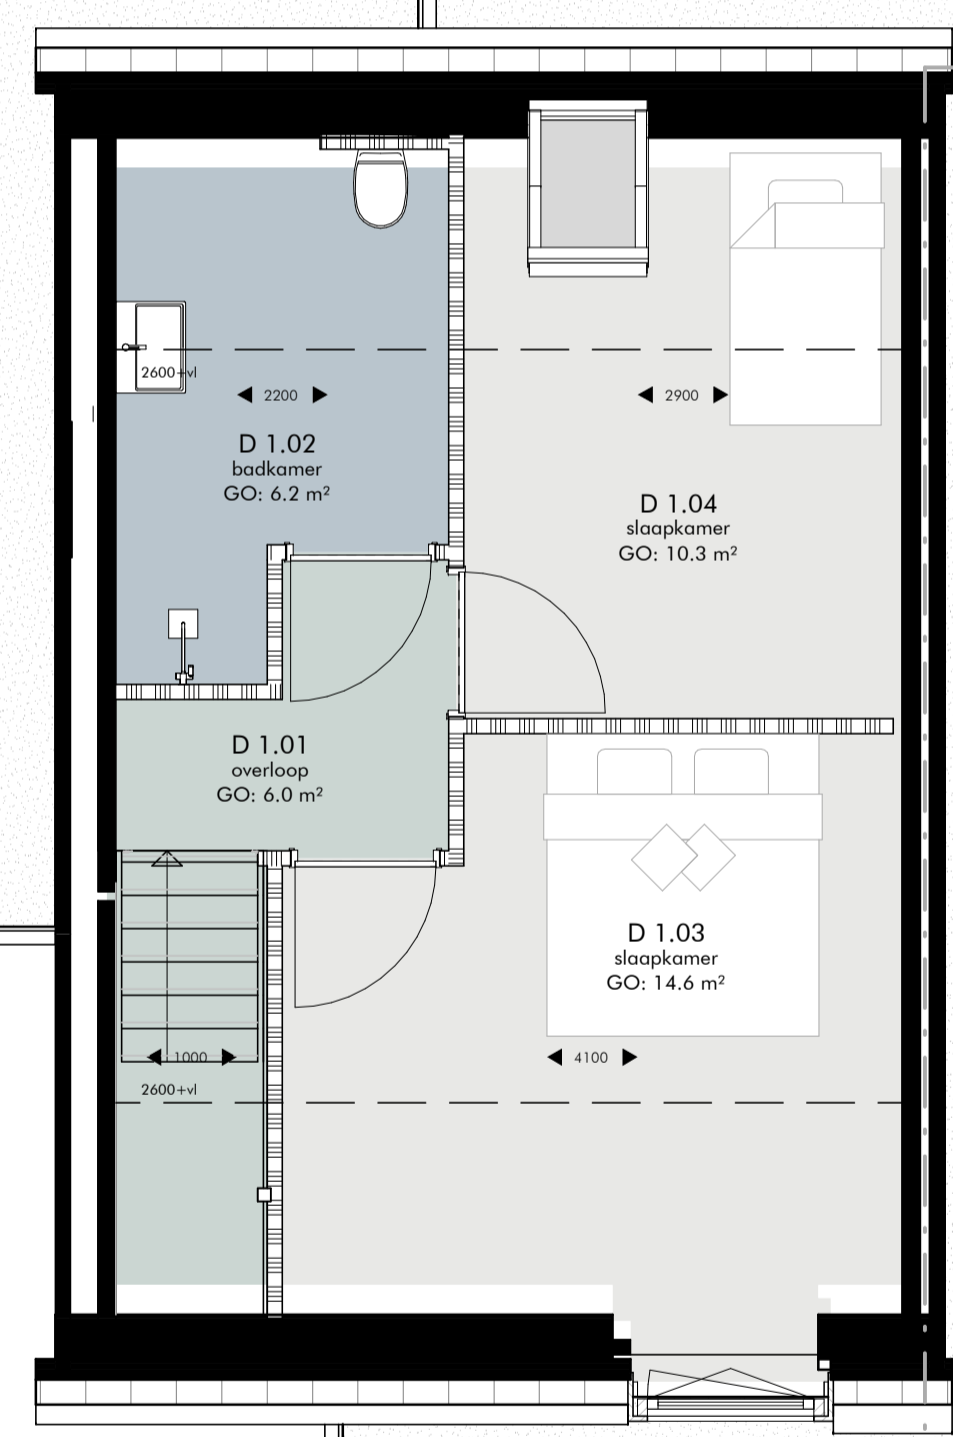 2600+vl
2200
2900
D 1.02
badkamer
GO: 6.2 m²
D 1.04
slaapkamer
GO: 10.3 m²
D 1.01
overloop
GO: 6.0 m²
D 1.03
slaapkamer
GO: 14.6 m²
1000
4100
2600+vl